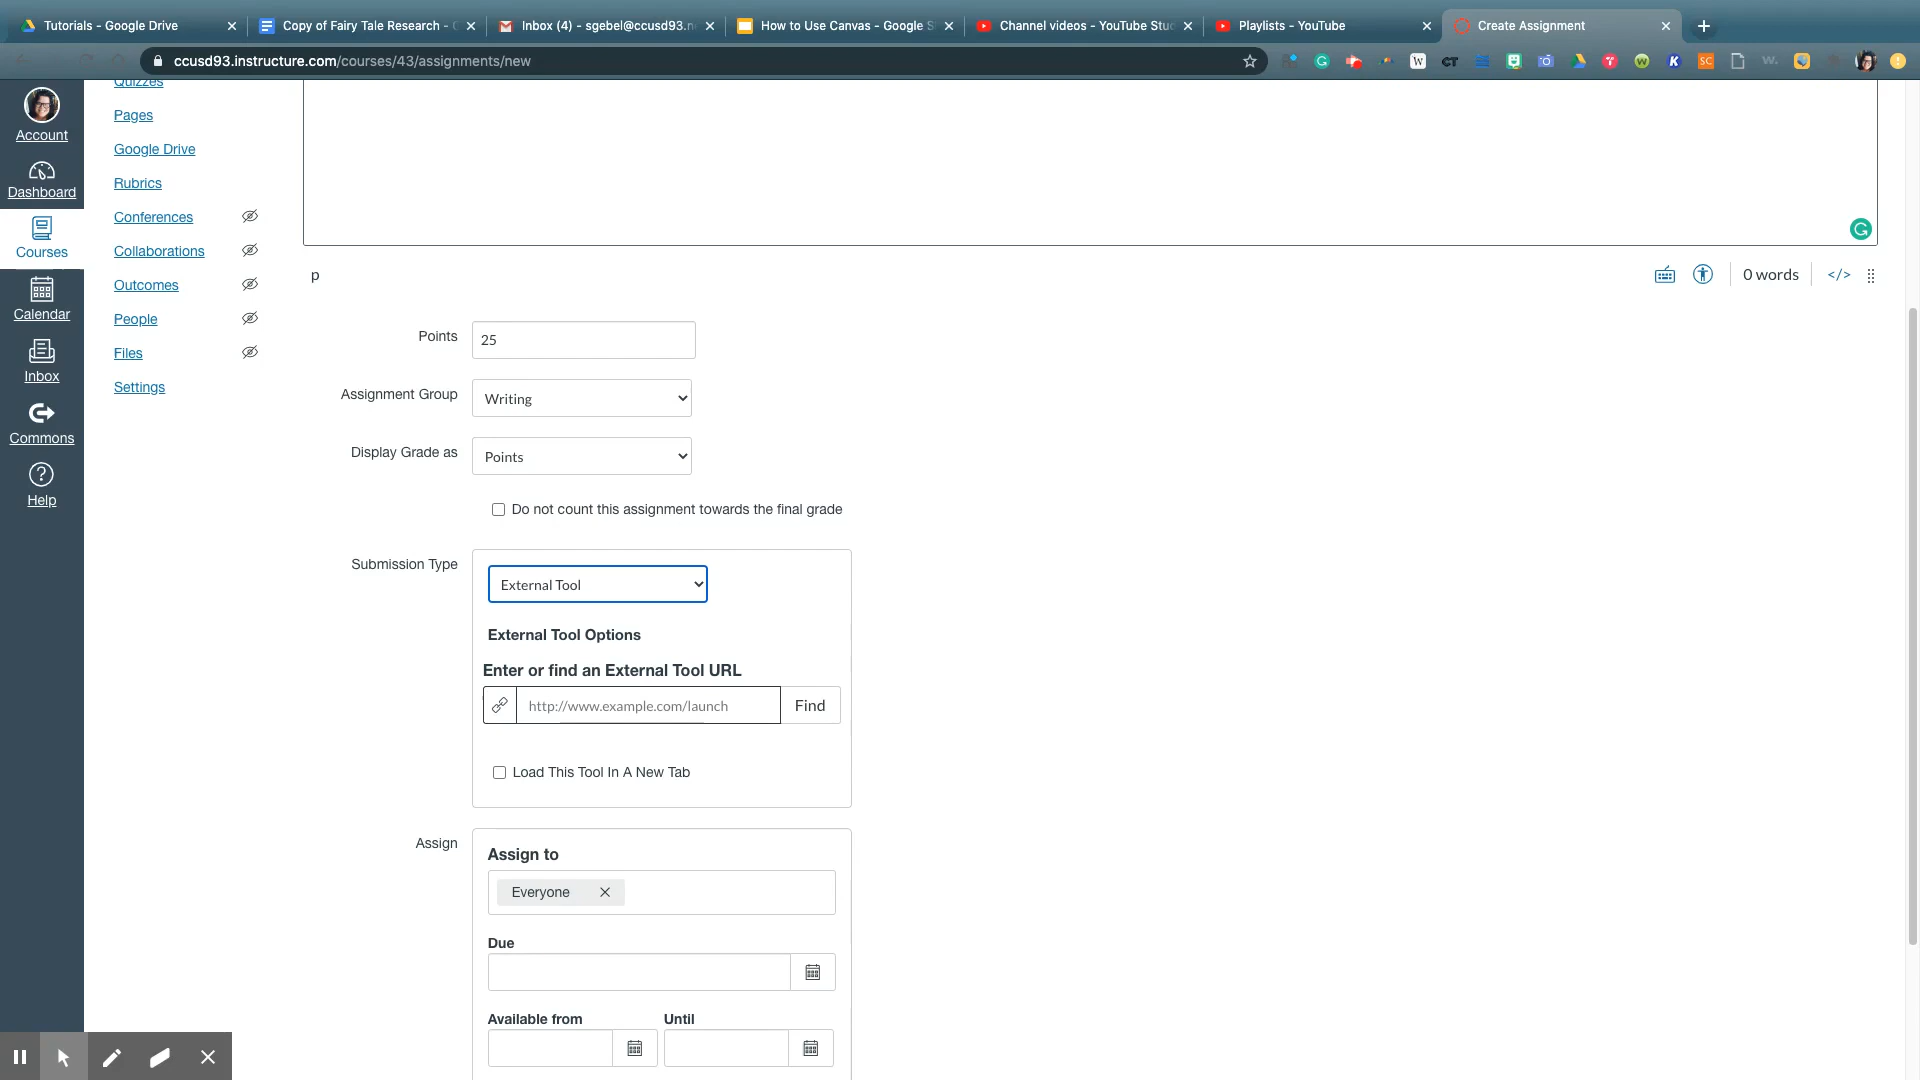 Tutorials - Google Drive
Copy of Fairy Tale Research -
Inbox (4) - sgebel@ccusd93.n
How to Use Canvas - Google S
Channel videos - YouTube Stud
Playlists - YouTube
Create Assignment
ccusd93.instructure.com/courses/43/assignments/new
Account
Dashboard
Courses
Calendar
Inbox
Commons
Help
Quizzes
Pages
Google Drive
Rubrics
Conferences
Collaborations
Outcomes
People
Files
Settings
p
0 words
</>
Points
25
Assignment Group
Writing
Display Grade as
Points
Do not count this assignment towards the final grade
Submission Type
External Tool
External Tool Options
Enter or find an External Tool URL
http://www.example.com/launch
Find
Load This Tool In A New Tab
Assign
Assign to
Everyone
Due
Available from
Until